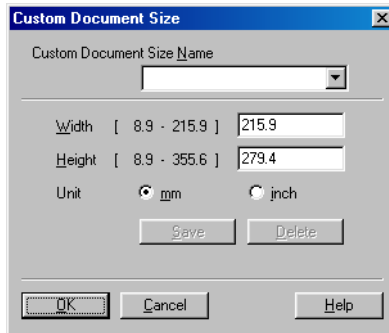 Custom Document Size
Custom Document Size Name
Width [ 8.9 - 215.9 ] 215.9
Height [ 8.9 - 355.6 ] 279.4
Unit mm inch
Save Delete
OK Cancel Help